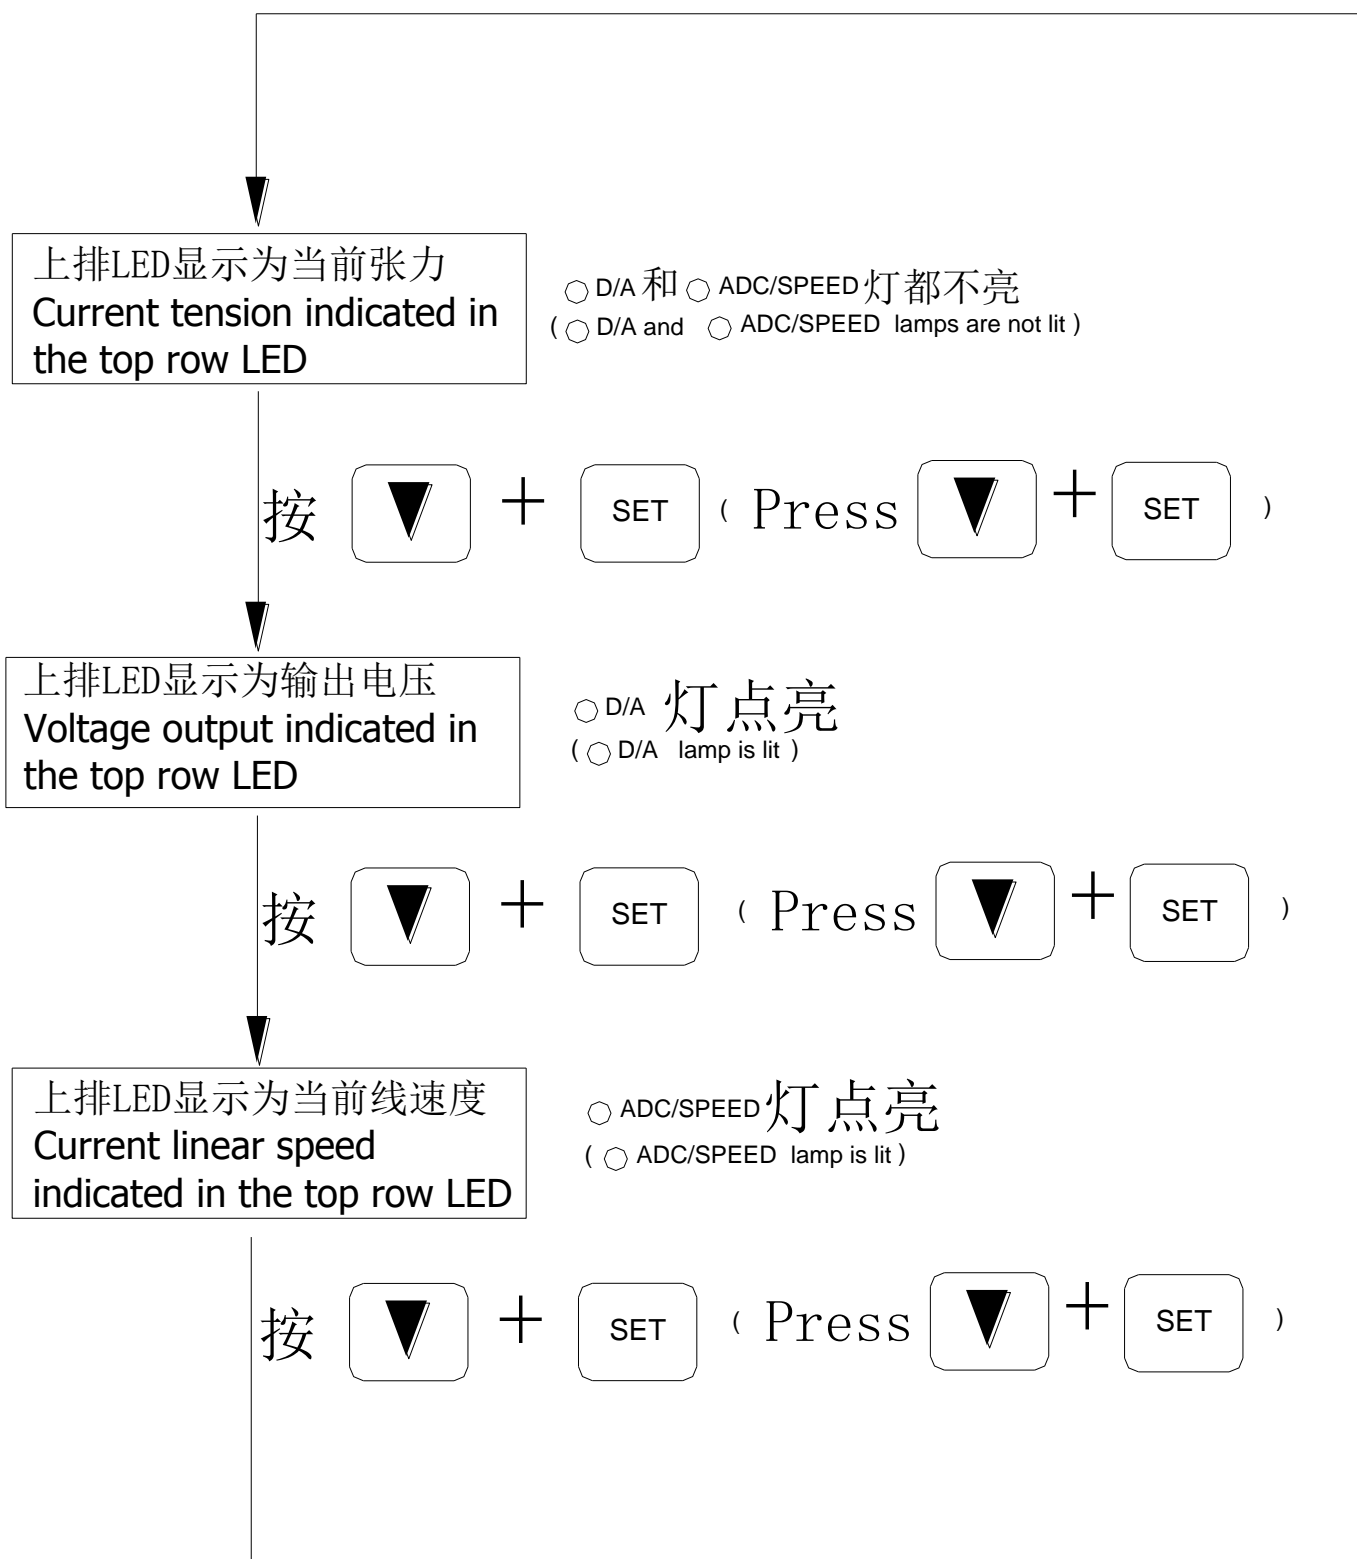 上排LED显示为当前张力
Current tension indicated in
the top row LED
D/A 和 ADC/SPEED 灯都不亮
( D/A and ADC/SPEED lamps are not lit )
按 + SET ( Press + SET )
上排LED显示为输出电压
Voltage output indicated in
the top row LED
D/A 灯点亮
( D/A lamp is lit )
按 + SET ( Press + SET )
上排LED显示为当前线速度
Current linear speed
indicated in the top row LED
ADC/SPEED 灯点亮
( ADC/SPEED lamp is lit )
按 + SET ( Press + SET )